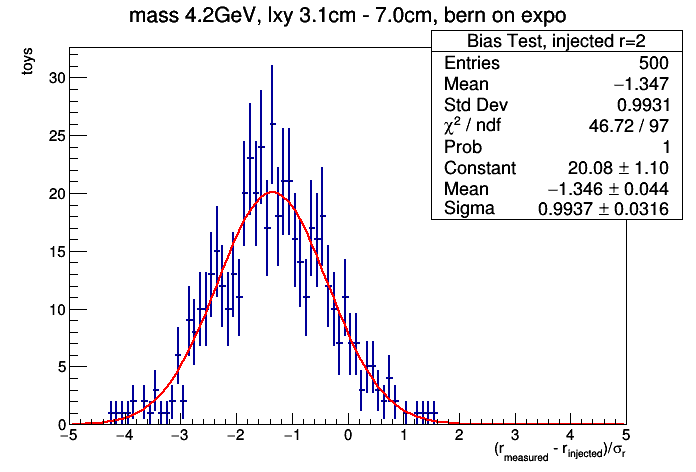 mass 4.2GeV, lxy 3.1cm - 7.0cm, bern on expo
Bias Test, injected r=2
Entries 500
Mean −1.347
Std Dev 0.9931
χ² / ndf 46.72 / 97
Prob 1
Constant 20.08 ± 1.10
Mean −1.346 ± 0.044
Sigma 0.9937 ± 0.0316
toys
30
25
20
15
10
5
0
−5 −4 −3 −2 −1 0 1 2 3 4 5
(r_measured - r_injected)/σ_r